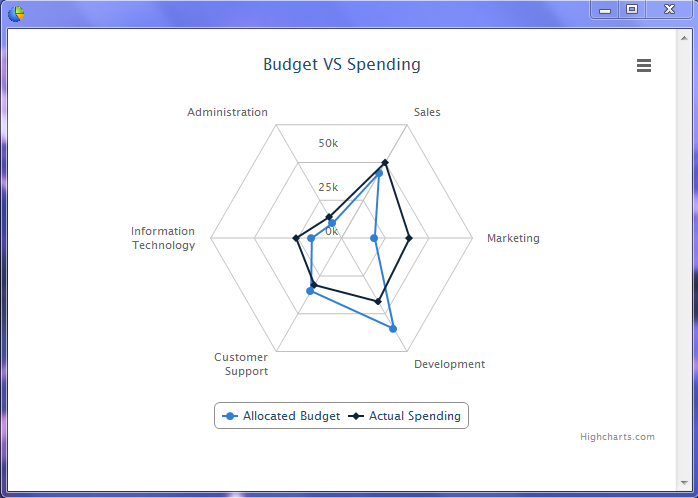 Budget VS Spending
Administration
Sales
50k
25k
0k
Information
Technology
Marketing
Customer
Support
Development
Allocated Budget
Actual Spending
Highcharts.com